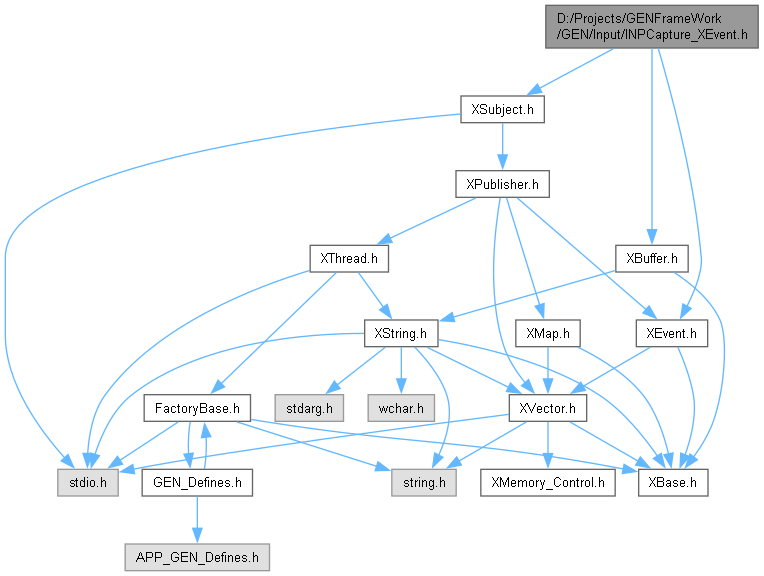 D:/Projects/GENFrameWork
/GEN/Input/INPCapture_XEvent.h
XSubject.h
XPublisher.h
XThread.h
XBuffer.h
XString.h
XMap.h
XEvent.h
FactoryBase.h
stdarg.h
wchar.h
XVector.h
stdio.h
GEN_Defines.h
string.h
XMemory_Control.h
XBase.h
APP_GEN_Defines.h